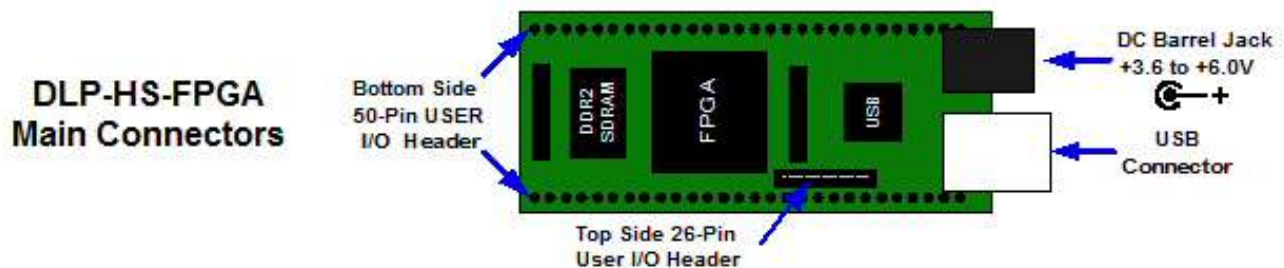 DLP-HS-FPGA
Main Connectors
Bottom Side
50-Pin USER
I/O Header
DDR2
SDRAM
FPGA
USB
DC Barrel Jack
+3.6 to +6.0V
+
USB
Connector
Top Side 26-Pin
User I/O Header